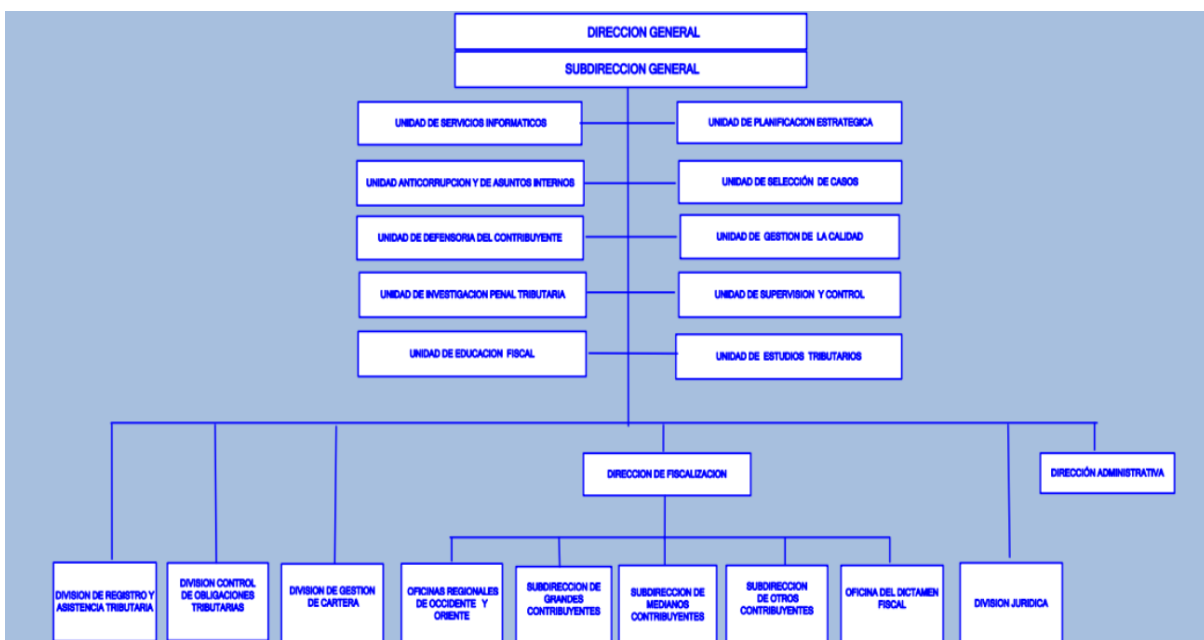 DIRECCION GENERAL
SUBDIRECCION GENERAL
UNIDAD DE SERVICIOS INFORMATICOS
UNIDAD DE PLANIFICACION ESTRATEGICA
UNIDAD ANTICORRUPCION Y DE ASUNTOS INTERNOS
UNIDAD DE SELECCIÓN DE CASOS
UNIDAD DE DEFENSORIA DEL CONTRIBUYENTE
UNIDAD DE GESTION DE LA CALIDAD
UNIDAD DE INVESTIGACION PENAL TRIBUTARIA
UNIDAD DE SUPERVISION Y CONTROL
UNIDAD DE EDUCACION FISCAL
UNIDAD DE ESTUDIOS TRIBUTARIOS
DIRECCION DE FISCALIZACION
DIRECCIÓN ADMINISTRATIVA
DIVISION DE REGISTRO Y
ASISTENCIA TRIBUTARIA
DIVISION CONTROL
DE OBLIGACIONES
TRIBUTARIAS
DIVISION DE GESTION
DE CARTERA
OFICINAS REGIONALES
DE OCCIDENTE Y
ORIENTE
SUBDIRECCION DE
GRANDES
CONTRIBUYENTES
SUBDIRECCION DE
MEDIANOS
CONTRIBUYENTES
SUBDIRECCION
DE OTROS
CONTRIBUYENTES
OFICINA DEL DICTAMEN
FISCAL
DIVISION JURIDICA